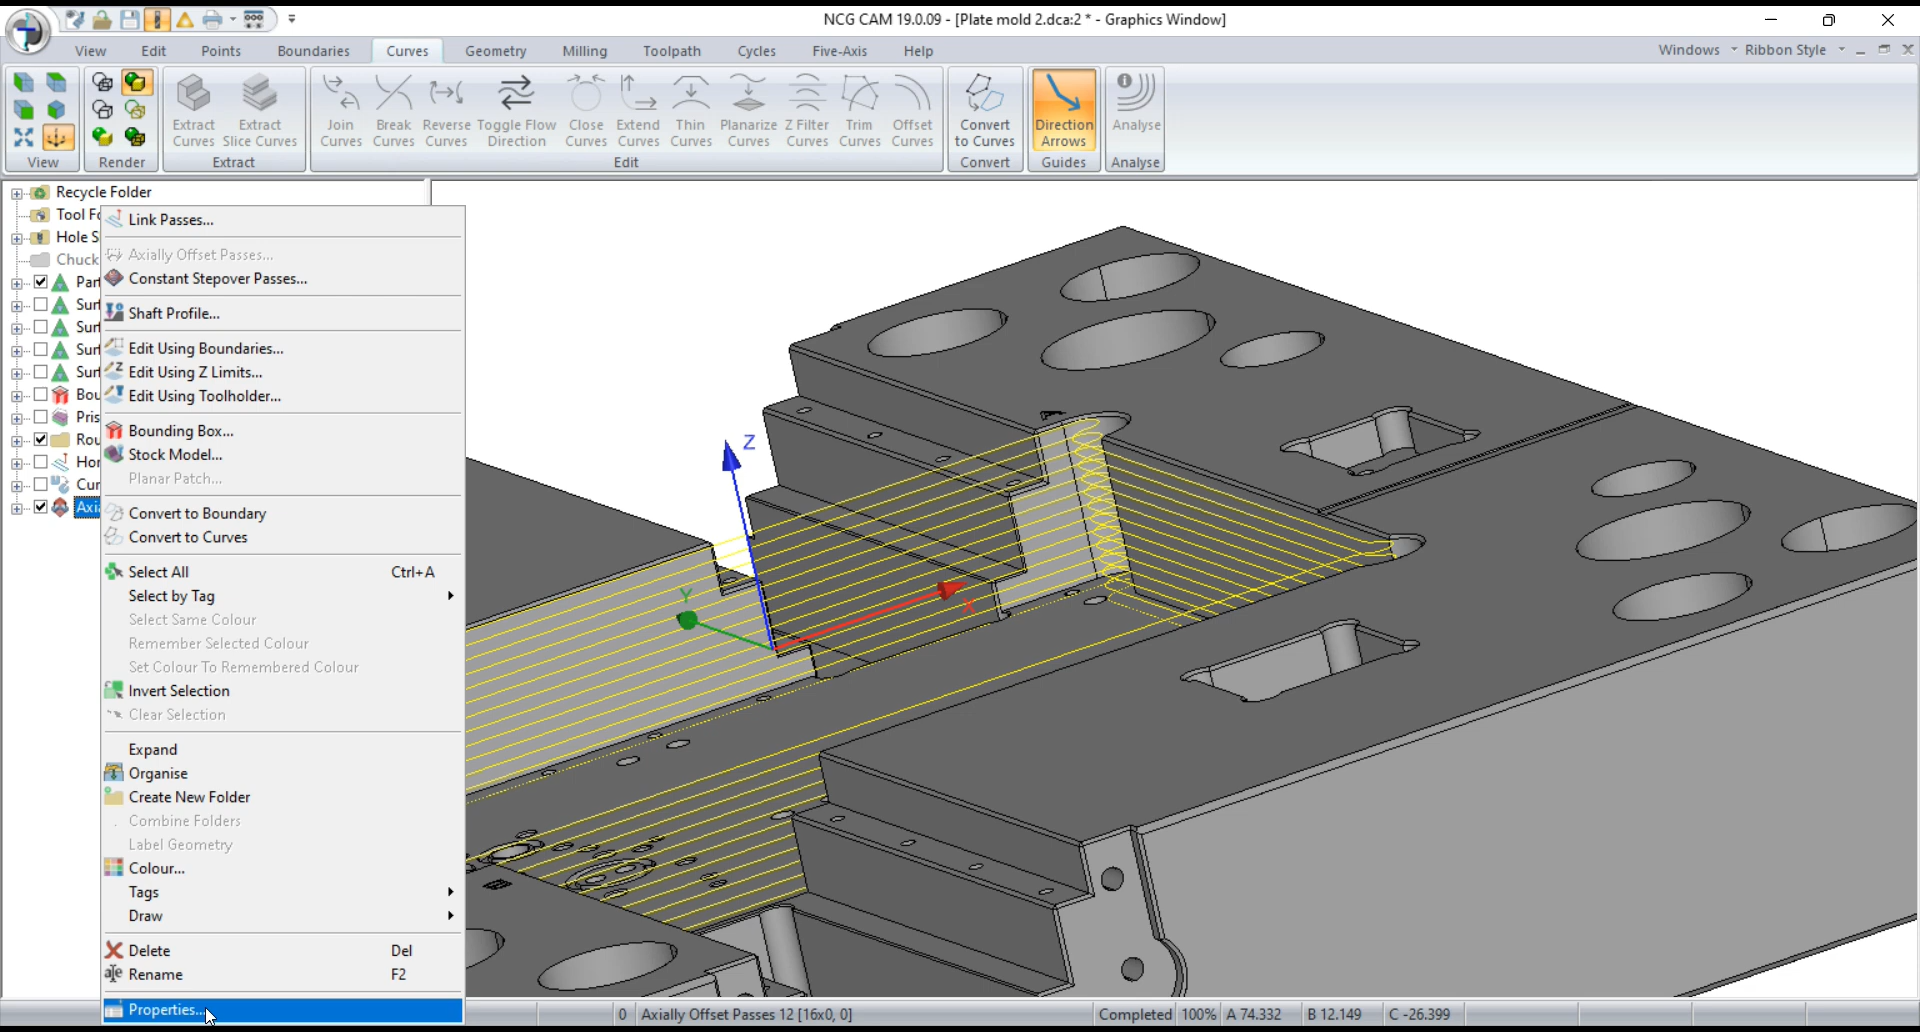 NCG CAM 19.0.09 - [Plate mold 2.dca:2 * - Graphics Window]
View Edit Points Boundaries Curves Geometry Milling Toolpath Cycles Five-Axis Help
Windows Ribbon Style
Extract Curves
Extract Slice Curves
Join Curves
Break Curves
Reverse Curves
Toggle Flow Direction
Close Curves
Extend Curves
Thin Curves
Planarize Curves
Z Filter Curves
Trim Curves
Offset Curves
Convert to Curves
Direction Arrows
Analyse
View Render Extract Edit Convert Guides Analyse
Recycle Folder
Tool Fo
Hole S
Chuck
Part
Surf
Surf
Surf
Surf
Bou
Pris
Rou
Hor
Cur
Axia
Link Passes...
Axially Offset Passes...
Constant Stepover Passes...
Shaft Profile...
Edit Using Boundaries...
Edit Using Z Limits...
Edit Using Toolholder...
Bounding Box...
Stock Model...
Planar Patch...
Convert to Boundary
Convert to Curves
Select All Ctrl+A
Select by Tag
Select Same Colour
Remember Selected Colour
Set Colour To Remembered Colour
Invert Selection
Clear Selection
Expand
Organise
Create New Folder
Combine Folders
Label Geometry
Colour...
Tags
Draw
Delete Del
Rename F2
Properties...
Z
Y
X
0 Axially Offset Passes 12 [16x0, 0] Completed 100% A 74.332 B 12.149 C -26.399